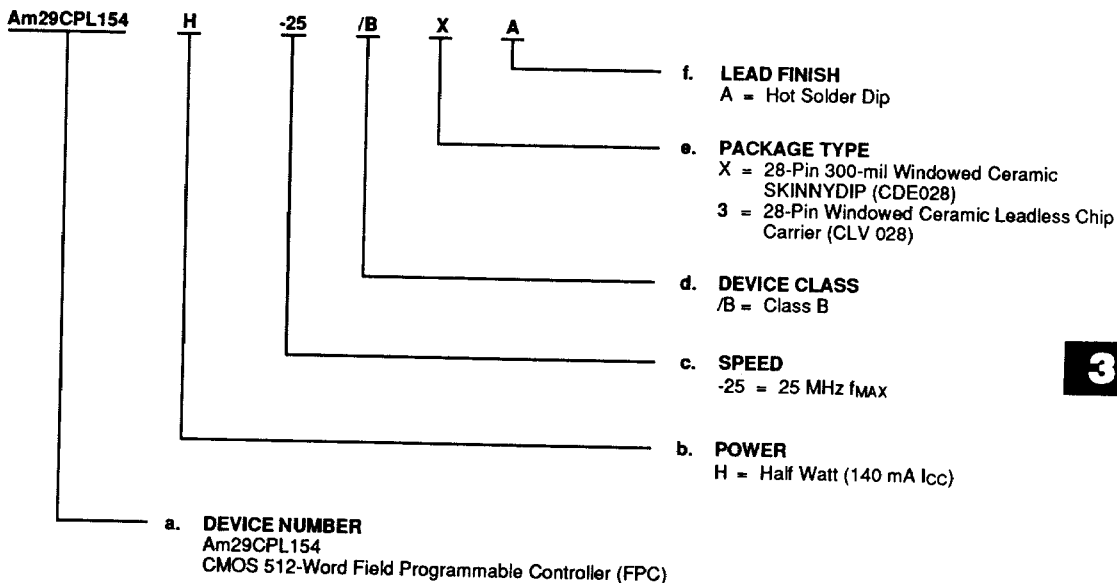 Am29CPL154 H -25 /B X A
f. LEAD FINISH
A = Hot Solder Dip
e. PACKAGE TYPE
X = 28-Pin 300-mil Windowed Ceramic
SKINNYDIP (CDE028)
3 = 28-Pin Windowed Ceramic Leadless Chip
Carrier (CLV 028)
d. DEVICE CLASS
/B = Class B
3
c. SPEED
-25 = 25 MHz fMAX
b. POWER
H = Half Watt (140 mA ICC)
a. DEVICE NUMBER
Am29CPL154
CMOS 512-Word Field Programmable Controller (FPC)